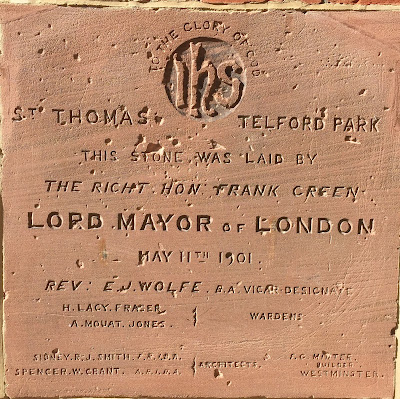 TO THE GLORY OF GOD
ihs
ST THOMAS. TELFORD PARK
THIS STONE WAS LAID BY
THE RIGHT HON FRANK GREEN
LORD MAYOR OF LONDON
MAY 11TH 1901.
REV: E.J. WOLFE. B.A. VICAR DESIGNATE
H. LACY. FRASER
A. MOUAT. JONES. } WARDENS
SIDNEY. R. J. SMITH. F.R.I.B.A.
SPENCER. W. GRANT. A.R.I.B.A. } ARCHITECTS.
BUILDER
WESTMINSTER.